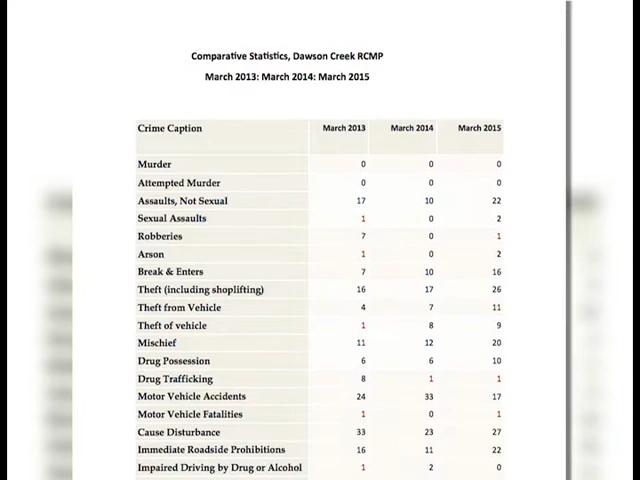 Comparative Statistics, Dawson Creek RCMP
March 2013: March 2014: March 2015
Crime Caption March 2013 March 2014 March 2015
Murder 0 0 0
Attempted Murder 0 0 0
Assaults, Not Sexual 17 10 22
Sexual Assaults 1 0 2
Robberies 7 0 1
Arson 1 0 2
Break & Enters 7 10 16
Theft (including shoplifting) 16 17 26
Theft from Vehicle 4 7 11
Theft of vehicle 1 8 9
Mischief 11 12 20
Drug Possession 6 6 10
Drug Trafficking 8 1 1
Motor Vehicle Accidents 24 33 17
Motor Vehicle Fatalities 1 0 1
Cause Disturbance 33 23 27
Immediate Roadside Prohibitions 16 11 22
Impaired Driving by Drug or Alcohol 1 2 0